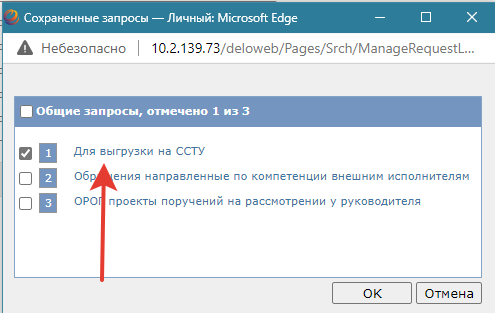 Сохраненные запросы — Личный: Microsoft Edge
Небезопасно 10.2.139.73/deloweb/Pages/Srch/ManageRequestL...
Общие запросы, отмечено 1 из 3
1 Для выгрузки на ССТУ
2 Обращения направленные по компетенции внешним исполнителям
3 ОРОГ проекты поручений на рассмотрении у руководителя
OK Отмена